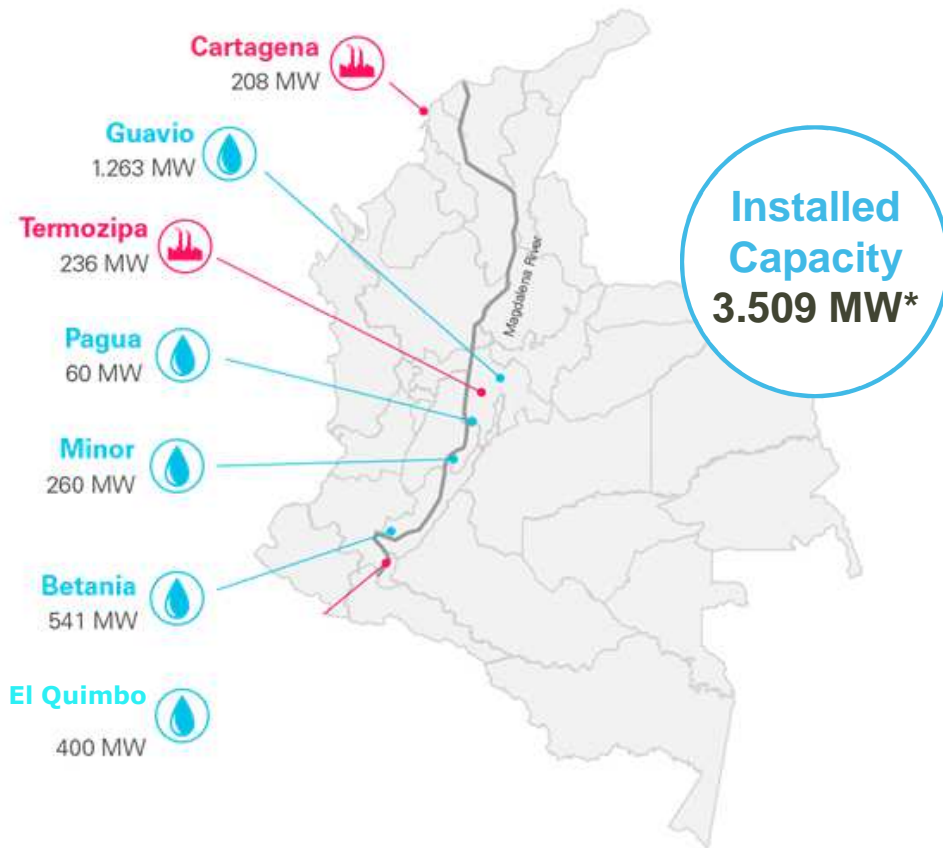 Cartagena
208 MW
Guavio
1.263 MW
Termozipa
236 MW
Pagua
60 MW
Minor
260 MW
Betania
541 MW
El Quimbo
400 MW
Magdalena River
Installed
Capacity
3.509 MW*